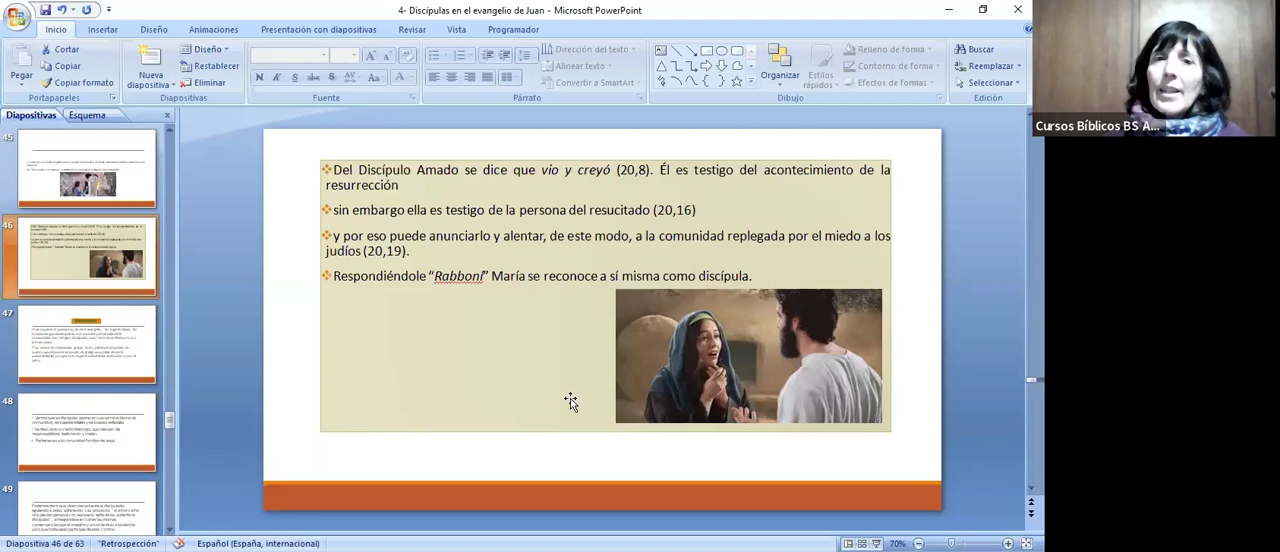 4- Discípulas en el evangelio de Juan - Microsoft PowerPoint
Inicio Insertar Diseño Animaciones Presentación con diapositivas Revisar Vista Programador
Pegar
Cortar
Copiar
Copiar formato
Portapapeles
Nueva
diapositiva
Diseño
Restablecer
Eliminar
Diapositivas
Fuente
Dirección del texto
Alinear texto
Convertir a SmartArt
Párrafo
Organizar
Estilos
rápidos
Relleno de forma
Contorno de forma
Efectos de formas
Dibujo
Buscar
Reemplazar
Seleccionar
Edición
Cursos Bíblicos BS A...
Diapositivas Esquema
45
46
47
48
49
Del Discípulo Amado se dice que vio y creyó (20,8). Él es testigo del acontecimiento de la
resurrección
sin embargo ella es testigo de la persona del resucitado (20,16)
y por eso puede anunciarlo y alentar, de este modo, a la comunidad replegada por el miedo a los
judíos (20,19).
Respondiéndole “Rabboní” María se reconoce a sí misma como discípula.
Diapositiva 46 de 63 "Retrospección" Español (España, internacional) 70%